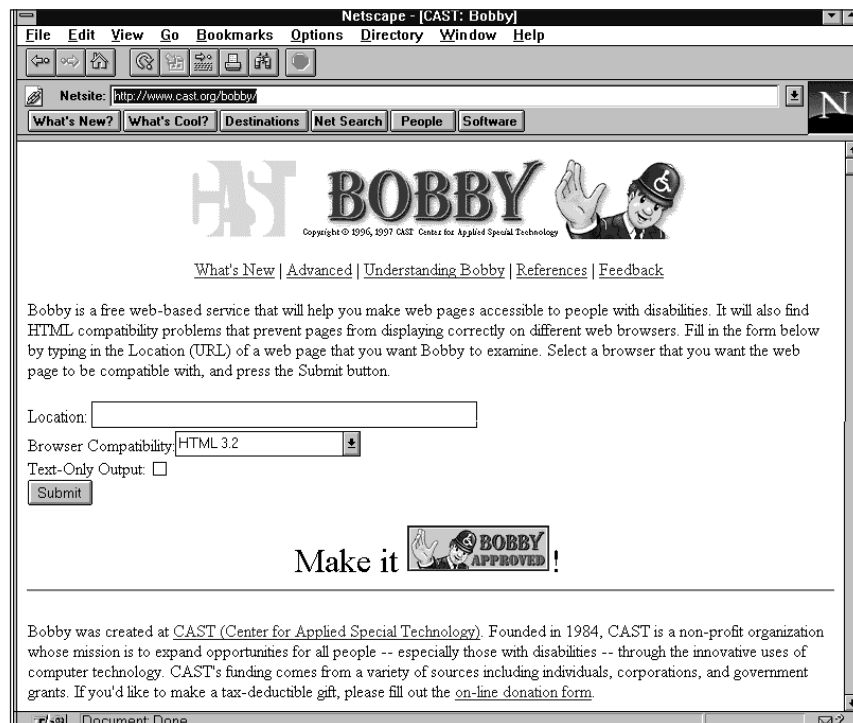 Netscape - [CAST: Bobby]
File Edit View Go Bookmarks Options Directory Window Help
Netsite: http://www.cast.org/bobby/
N
What's New? What's Cool? Destinations Net Search People Software
CAST BOBBY
Copyright © 1996, 1997 CAST Center for Applied Special Technology
What's New | Advanced | Understanding Bobby | References | Feedback
Bobby is a free web-based service that will help you make web pages accessible to people with disabilities. It will also find
HTML compatibility problems that prevent pages from displaying correctly on different web browsers. Fill in the form below
by typing in the Location (URL) of a web page that you want Bobby to examine. Select a browser that you want the web
page to be compatible with, and press the Submit button.
Location:
Browser Compatibility: HTML 3.2
Text-Only Output:
Submit
Make it BOBBY APPROVED !
Bobby was created at CAST (Center for Applied Special Technology). Founded in 1984, CAST is a non-profit organization
whose mission is to expand opportunities for all people -- especially those with disabilities -- through the innovative uses of
computer technology. CAST's funding comes from a variety of sources including individuals, corporations, and government
grants. If you'd like to make a tax-deductible gift, please fill out the on-line donation form.
Document Done